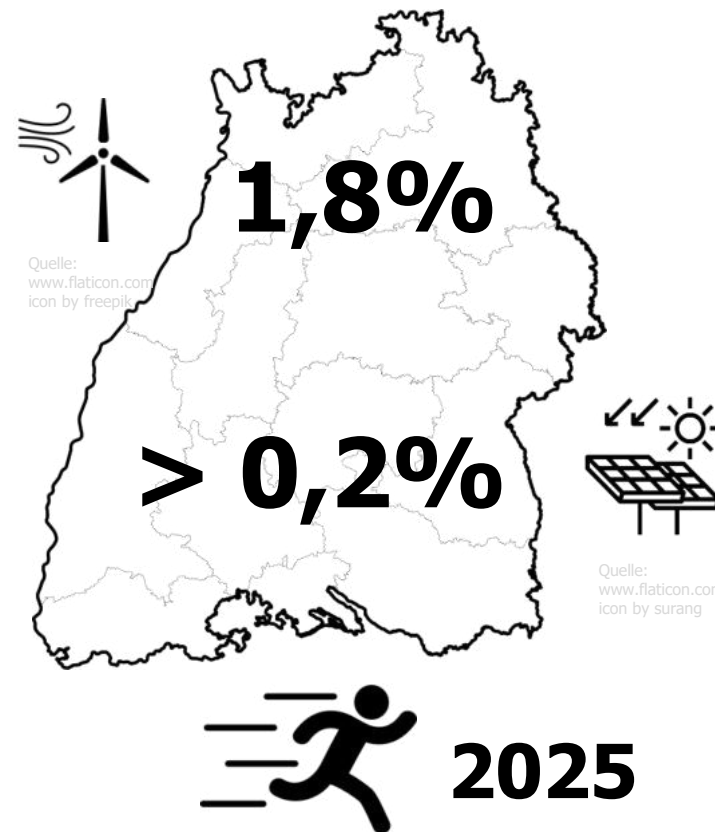 1,8%
Quelle:
www.flaticon.com
icon by freepik
> 0,2%
Quelle:
www.flaticon.com
icon by surang
2025